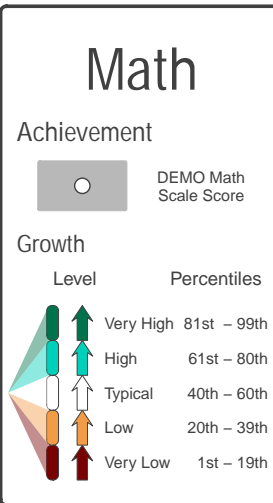 Math
Achievement
DEMO Math
Scale Score
Growth
Level Percentiles
Very High 81st – 99th
High 61st – 80th
Typical 40th – 60th
Low 20th – 39th
Very Low 1st – 19th